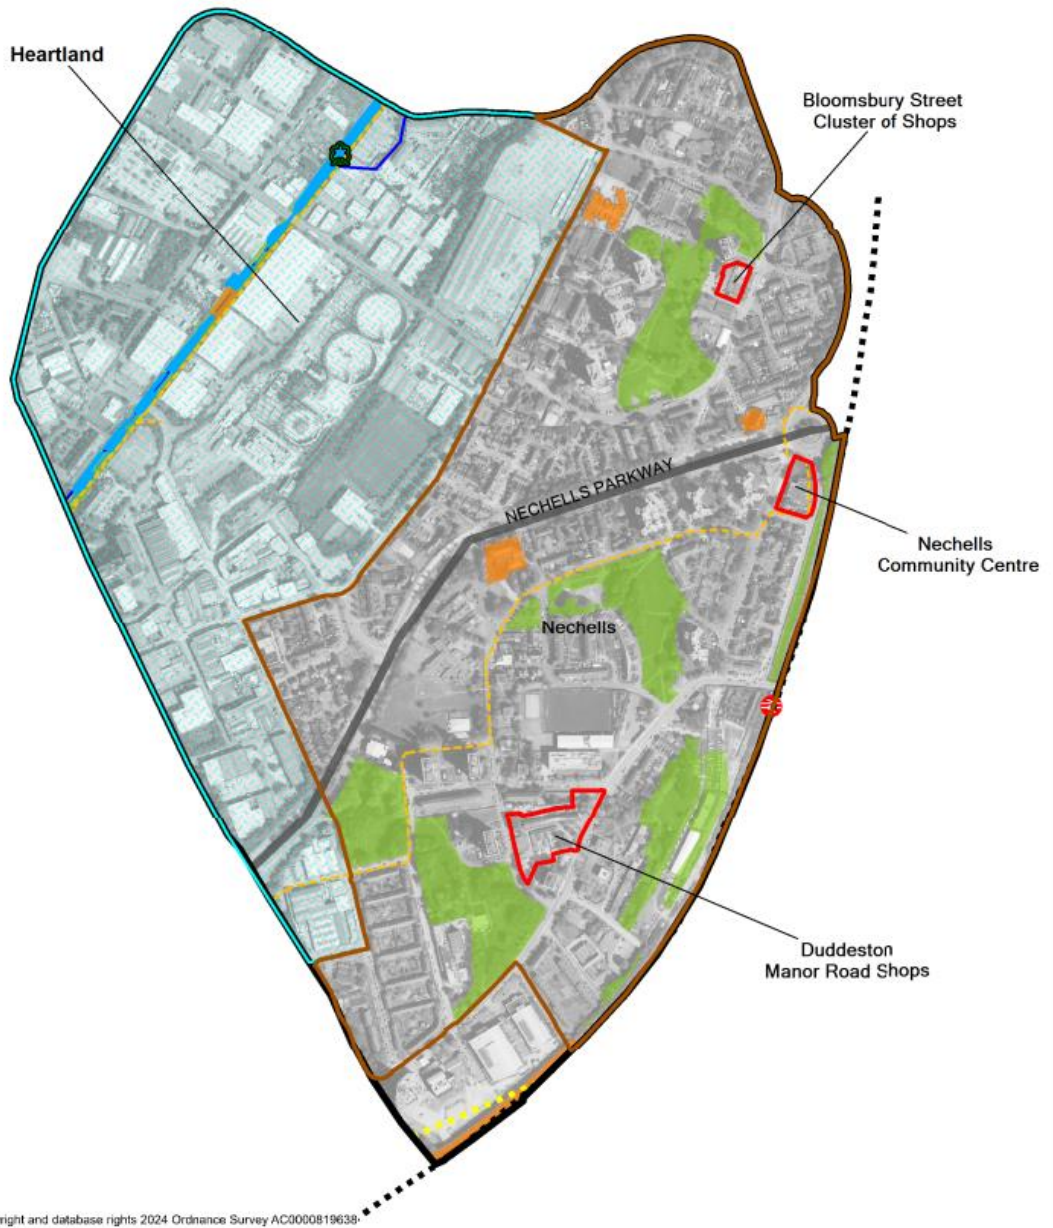 Heartland
Bloomsbury Street
Cluster of Shops
NECHELLS PARKWAY
Nechells
Community Centre
Nechells
Duddeston
Manor Road Shops
right and database rights 2024 Ordnance Survey AC0000819638